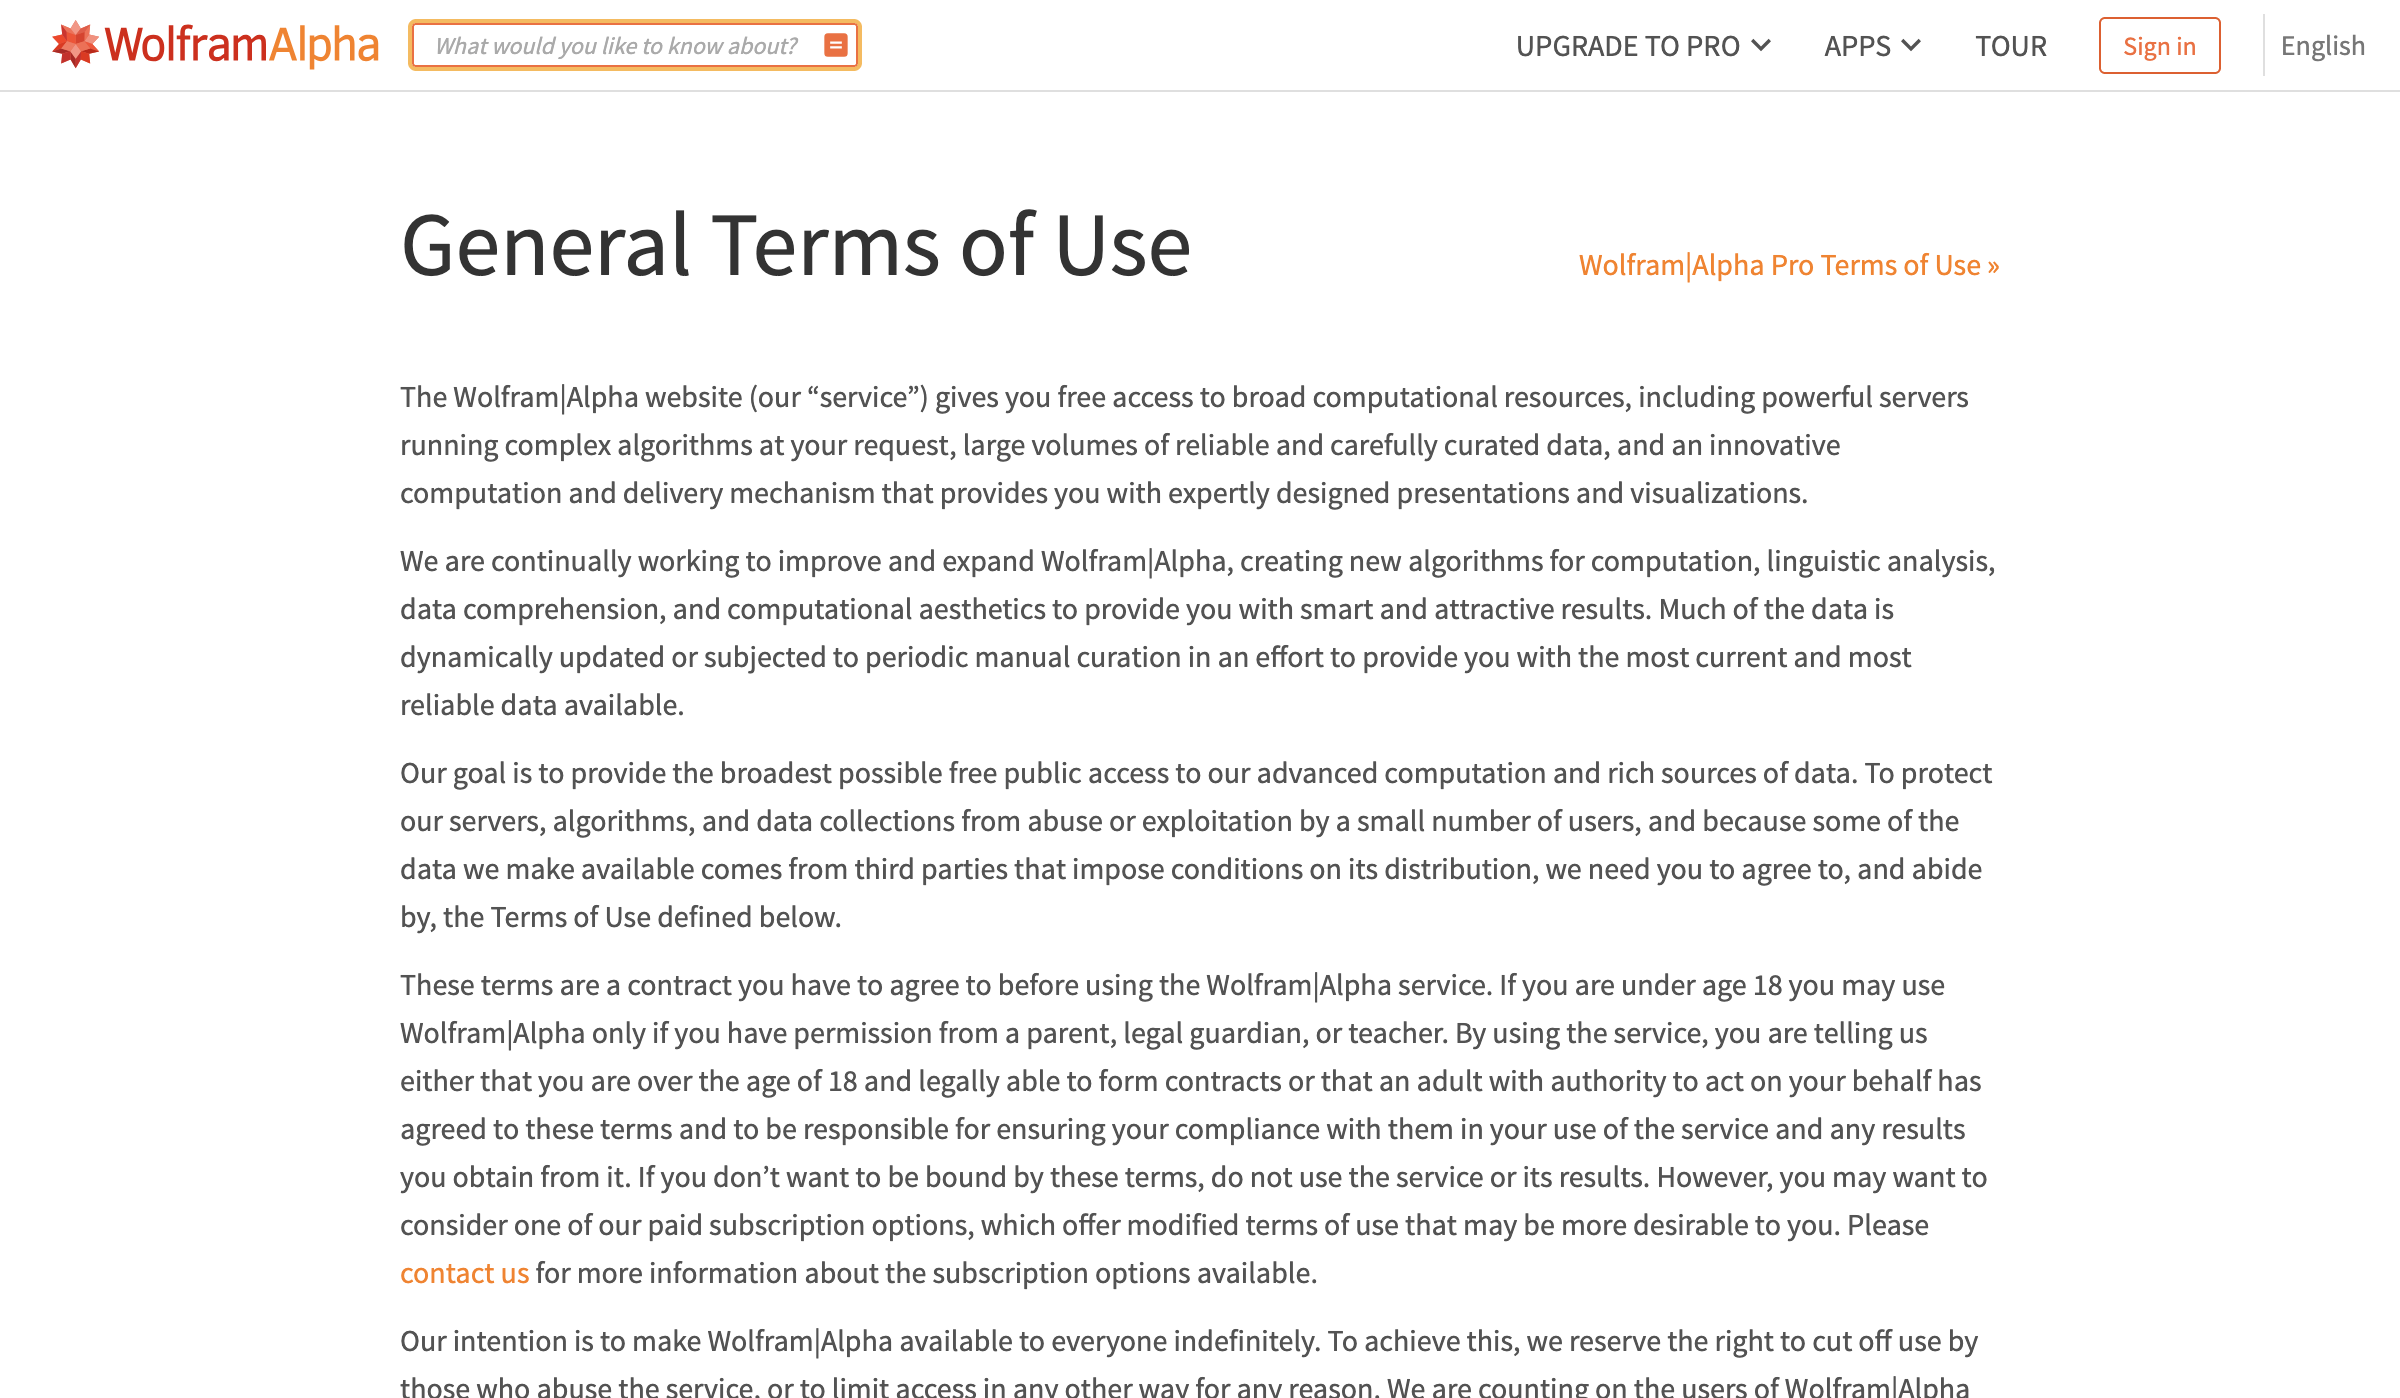 WolframAlpha
What would you like to know about?
UPGRADE TO PRO
APPS
TOUR
Sign in
English
General Terms of Use
Wolfram|Alpha Pro Terms of Use »
The Wolfram|Alpha website (our “service”) gives you free access to broad computational resources, including powerful servers
running complex algorithms at your request, large volumes of reliable and carefully curated data, and an innovative
computation and delivery mechanism that provides you with expertly designed presentations and visualizations.
We are continually working to improve and expand Wolfram|Alpha, creating new algorithms for computation, linguistic analysis,
data comprehension, and computational aesthetics to provide you with smart and attractive results. Much of the data is
dynamically updated or subjected to periodic manual curation in an effort to provide you with the most current and most
reliable data available.
Our goal is to provide the broadest possible free public access to our advanced computation and rich sources of data. To protect
our servers, algorithms, and data collections from abuse or exploitation by a small number of users, and because some of the
data we make available comes from third parties that impose conditions on its distribution, we need you to agree to, and abide
by, the Terms of Use defined below.
These terms are a contract you have to agree to before using the Wolfram|Alpha service. If you are under age 18 you may use
Wolfram|Alpha only if you have permission from a parent, legal guardian, or teacher. By using the service, you are telling us
either that you are over the age of 18 and legally able to form contracts or that an adult with authority to act on your behalf has
agreed to these terms and to be responsible for ensuring your compliance with them in your use of the service and any results
you obtain from it. If you don’t want to be bound by these terms, do not use the service or its results. However, you may want to
consider one of our paid subscription options, which offer modified terms of use that may be more desirable to you. Please
contact us for more information about the subscription options available.
Our intention is to make Wolfram|Alpha available to everyone indefinitely. To achieve this, we reserve the right to cut off use by
those who abuse the service, or to limit access in any other way for any reason. We are counting on the users of Wolfram|Alpha